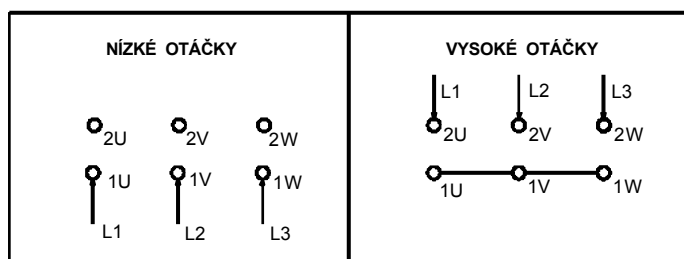 NÍZKÉ OTÁČKY
2U 2V 2W
1U 1V 1W
L1 L2 L3
VYSOKÉ OTÁČKY
L1 L2 L3
2U 2V 2W
1U 1V 1W